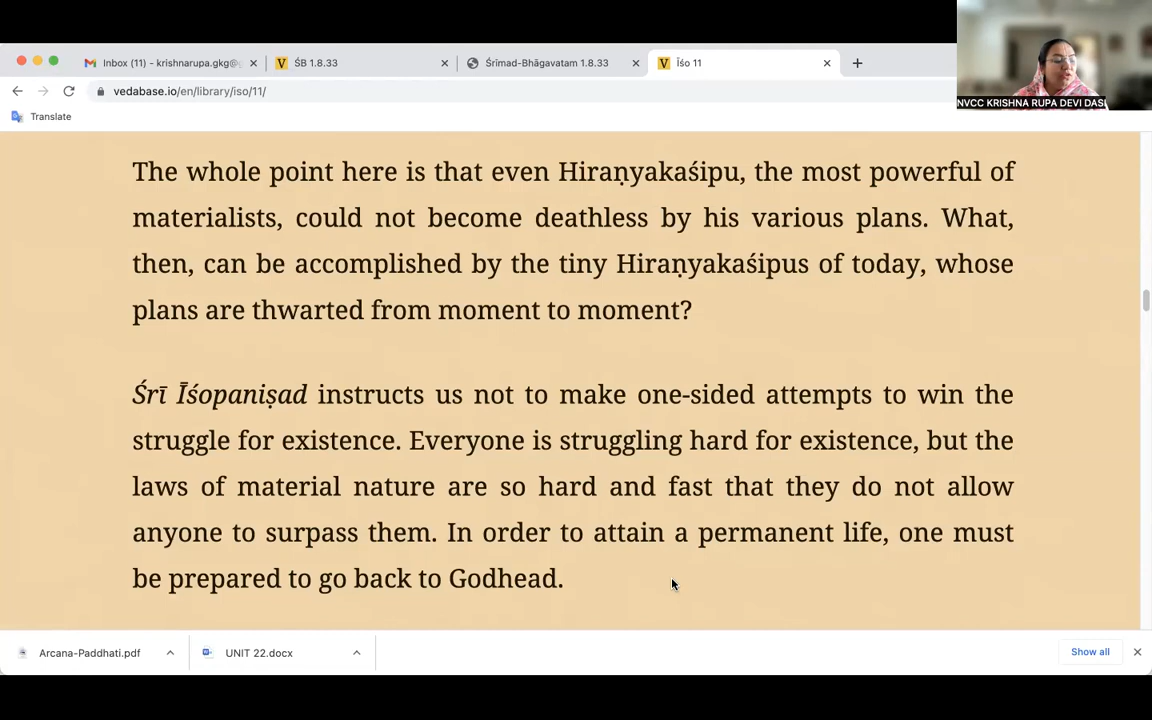 NVCC KRISHNA RUPA DEVI DASI
Inbox (11) - krishnarupa.gkg@g
ŚB 1.8.33
Śrīmad-Bhāgavatam 1.8.33
Īśo 11
vedabase.io/en/library/iso/11/
Translate
The whole point here is that even Hiraṇyakaśipu, the most powerful of
materialists, could not become deathless by his various plans. What,
then, can be accomplished by the tiny Hiraṇyakaśipus of today, whose
plans are thwarted from moment to moment?
Śrī Īśopaniṣad instructs us not to make one-sided attempts to win the
struggle for existence. Everyone is struggling hard for existence, but the
laws of material nature are so hard and fast that they do not allow
anyone to surpass them. In order to attain a permanent life, one must
be prepared to go back to Godhead.
Arcana-Paddhati.pdf
UNIT 22.docx
Show all